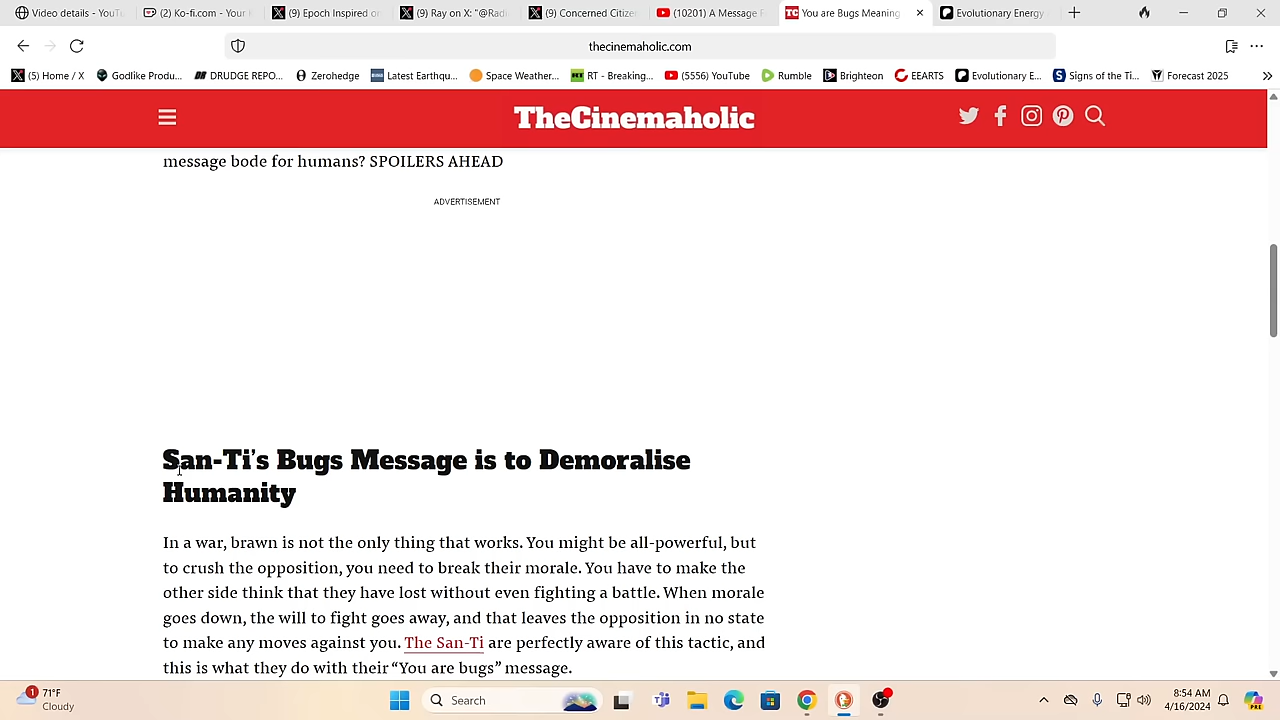 Video details - YouTu
(2) Ko-fi.com - Your
(9) Epoch Inspired on
(9) Ray on X: "@Radi
(9) Concerned Citize
(10201) A Message
TC You are Bugs Meaning
Evolutionary Energy
thecinemaholic.com
(5) Home / X
Godlike Produ...
DRUDGE REPO...
Zerohedge
Latest Earthqu...
Space Weather...
RT - Breaking...
(5556) YouTube
Rumble
Brighteon
EEARTS
Evolutionary E...
Signs of the Ti...
Forecast 2025
TheCinemaholic
message bode for humans? SPOILERS AHEAD
ADVERTISEMENT
San-Ti's Bugs Message is to Demoralise
Humanity
In a war, brawn is not the only thing that works. You might be all-powerful, but
to crush the opposition, you need to break their morale. You have to make the
other side think that they have lost without even fighting a battle. When morale
goes down, the will to fight goes away, and that leaves the opposition in no state
to make any moves against you. The San-Ti are perfectly aware of this tactic, and
this is what they do with their “You are bugs” message.
1
71°F
Cloudy
Search
8:54 AM
4/16/2024